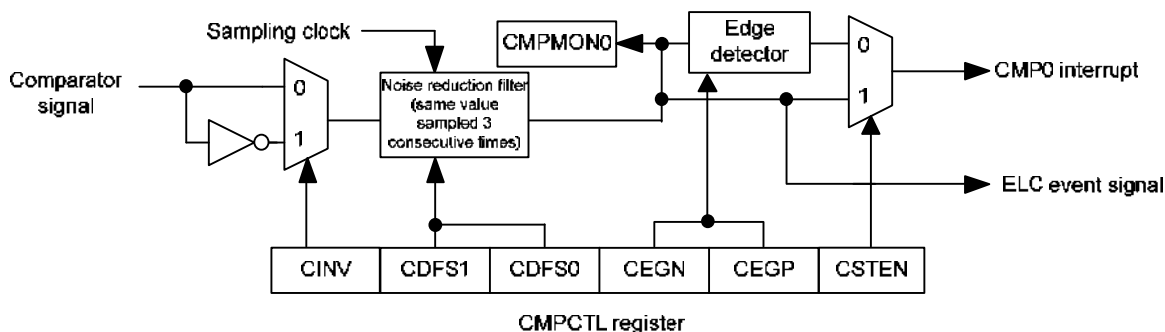 Sampling clock
CMPMON0
Edge
detector
0
CMP0 interrupt
Comparator
signal
0
Noise reduction filter
(same value
sampled 3
consecutive times)
1
1
ELC event signal
CINV
CDFS1
CDFS0
CEGN
CEGP
CSTEN
CMPCTL register